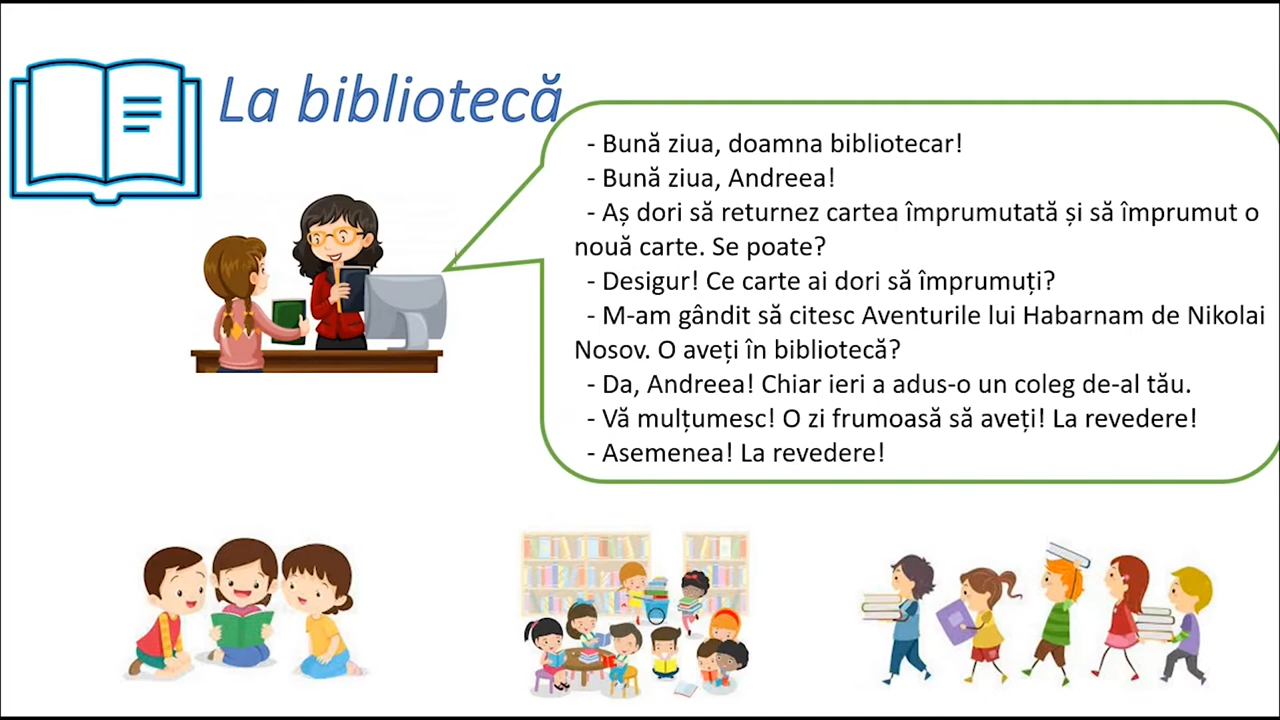 La bibliotecă
- Bună ziua, doamna bibliotecar!
- Bună ziua, Andreea!
- Aș dori să returnez cartea împrumutată și să împrumut o
nouă carte. Se poate?
- Desigur! Ce carte ai dori să împrumuți?
- M-am gândit să citesc Aventurile lui Habarnam de Nikolai
Nosov. O aveți în bibliotecă?
- Da, Andreea! Chiar ieri a adus-o un coleg de-al tău.
- Vă mulțumesc! O zi frumoasă să aveți! La revedere!
- Asemenea! La revedere!